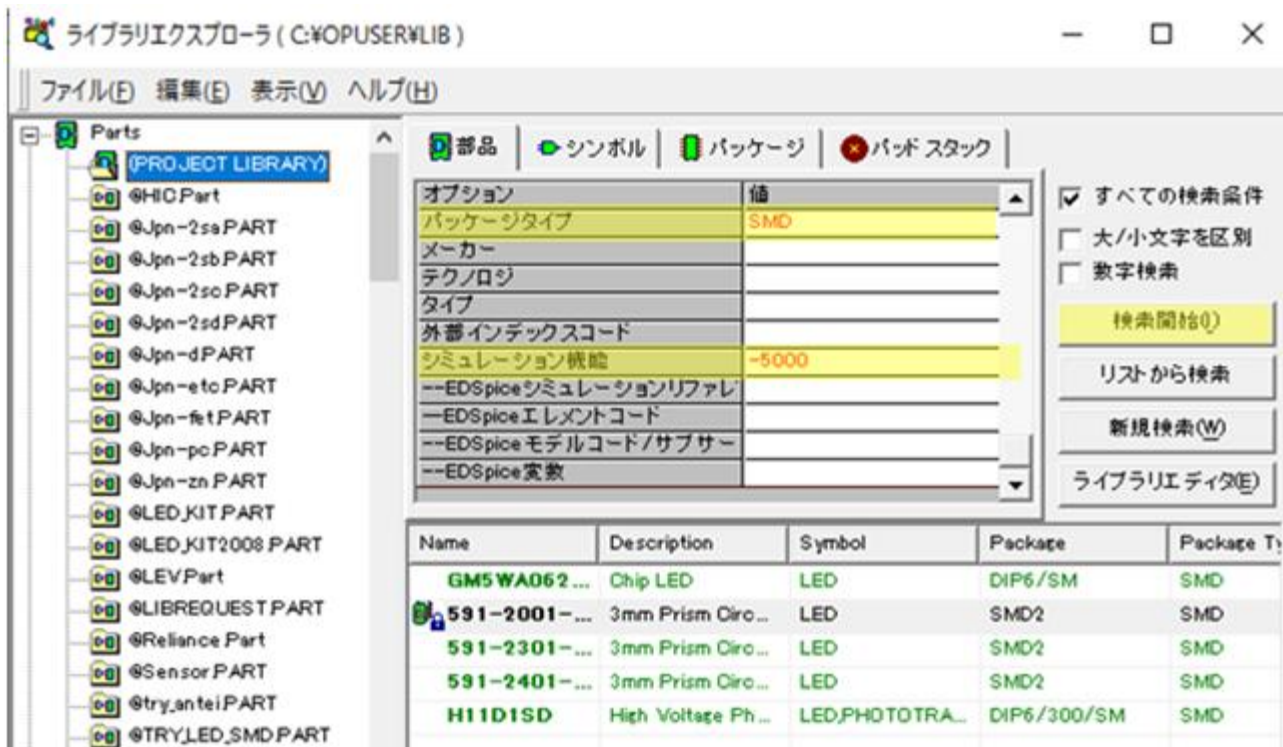 ライブラリエクスプローラ ( C:¥OPUSER¥LIB )
ファイル(F) 編集(E) 表示(V) ヘルプ(H)
Parts
(PROJECT LIBRARY)
@HIC.Part
@Jpn-2sa.PART
@Jpn-2sb.PART
@Jpn-2sc.PART
@Jpn-2sd.PART
@Jpn-d.PART
@Jpn-etc.PART
@Jpn-fet.PART
@Jpn-pc.PART
@Jpn-zn.PART
@LED_KIT.PART
@LED_KIT2008.PART
@LEV.Part
@LIBREQUEST.PART
@Reliance.Part
@Sensor.PART
@try_antei.PART
@TRY_LED_SMD.PART
部品 シンボル パッケージ パッド スタック
オプション 値
パッケージタイプ SMD
メーカー
テクノロジ
タイプ
外部インデックスコード
シミュレーション機能 -5000
--EDSpiceシミュレーションリファレ
--EDSpiceエレメントコード
--EDSpice モデルコード/サブサー
--EDSpice変数
すべての検索条件
大/小文字を区別
数字検索
検索開始(I)
リストから検索
新規検索(W)
ライブラリエディタ(E)
Name Description Symbol Package Package Ty
GM5WA062... Chip LED LED DIP6/SM SMD
591-2001-... 3mm Prism Circ... LED SMD2 SMD
591-2301-... 3mm Prism Circ... LED SMD2 SMD
591-2401-... 3mm Prism Circ... LED SMD2 SMD
H11D1SD High Voltage Ph... LED,PHOTOTRA... DIP6/300/SM SMD